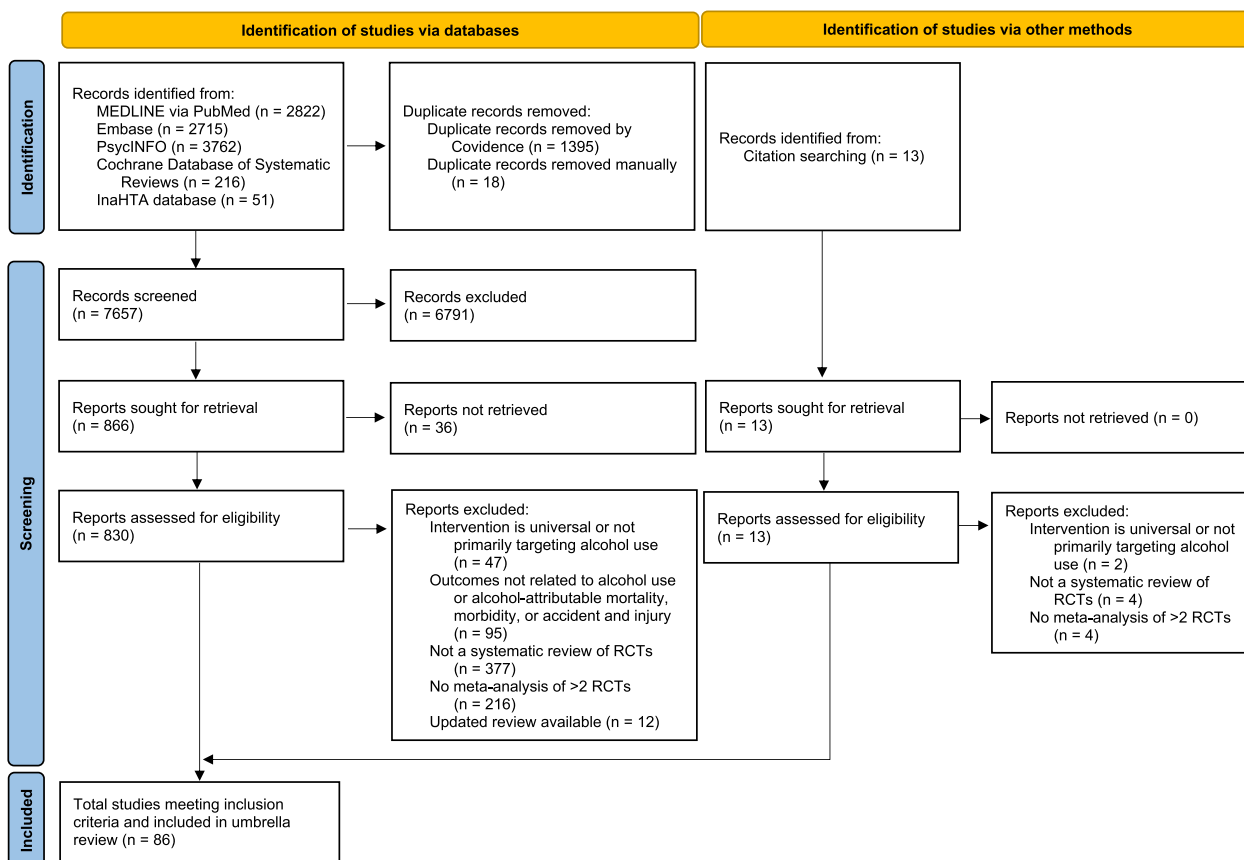 Identification of studies via databases
Identification of studies via other methods
Identification
Records identified from:
MEDLINE via PubMed (n = 2822)
Embase (n = 2715)
PsycINFO (n = 3762)
Cochrane Database of Systematic
Reviews (n = 216)
InaHTA database (n = 51)
Duplicate records removed:
Duplicate records removed by
Covidence (n = 1395)
Duplicate records removed manually
(n = 18)
Records identified from:
Citation searching (n = 13)
Screening
Records screened
(n = 7657)
Records excluded
(n = 6791)
Reports sought for retrieval
(n = 866)
Reports not retrieved
(n = 36)
Reports sought for retrieval
(n = 13)
Reports not retrieved (n = 0)
Reports assessed for eligibility
(n = 830)
Reports excluded:
Intervention is universal or not
primarily targeting alcohol use
(n = 47)
Outcomes not related to alcohol use
or alcohol-attributable mortality,
morbidity, or accident and injury
(n = 95)
Not a systematic review of RCTs
(n = 377)
No meta-analysis of >2 RCTs
(n = 216)
Updated review available (n = 12)
Reports assessed for eligibility
(n = 13)
Reports excluded:
Intervention is universal or not
primarily targeting alcohol
use (n = 2)
Not a systematic review of
RCTs (n = 4)
No meta-analysis of >2 RCTs
(n = 4)
Included
Total studies meeting inclusion
criteria and included in umbrella
review (n = 86)